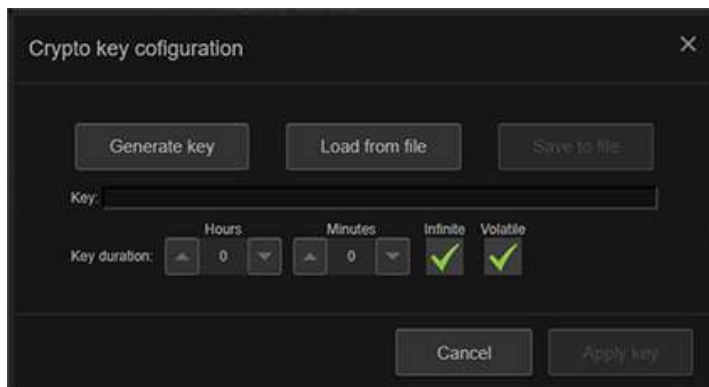 Crypto key cofiguration
Generate key Load from file Save to file
Key:
Hours Minutes Infinite Volatile
Key duration: 0 0
Cancel Apply key